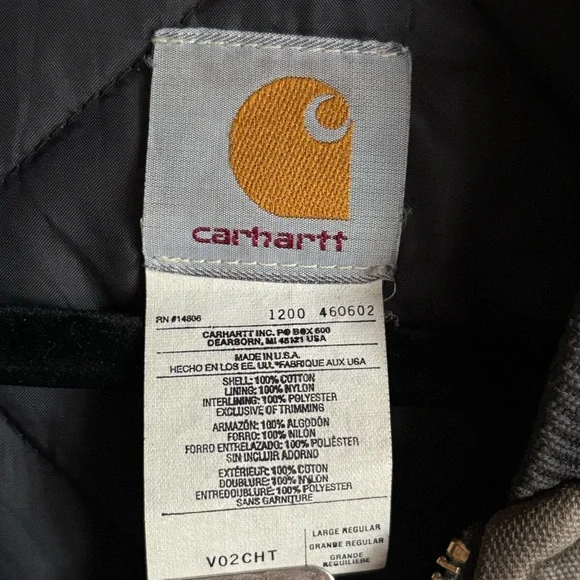 carhartt
RN #14806 1200 460602
CARHARTT INC. PO BOX 600
DEARBORN, MI 48121 USA
MADE IN U.S.A.
HECHO EN LOS EE. UU. *FABRIQUE AUX USA
SHELL: 100% COTTON
LINING: 100% NYLON
INTERLINING: 100% POLYESTER
EXCLUSIVE OF TRIMMING
ARMAZÓN: 100% ALGODÓN
FORRO: 100% NILÓN
FORRO ENTRELAZADO: 100% POLIÉSTER
SIN INCLUIR ADORNO
EXTÉRIEUR: 100% COTON
DOUBLURE: 100% NYLON
ENTREDOUBLURE: 100% POLYESTER
SANS GARNITURE
V02CHT
LARGE REGULAR
GRANDE REGULAR
GRANDE
REGUILIERE